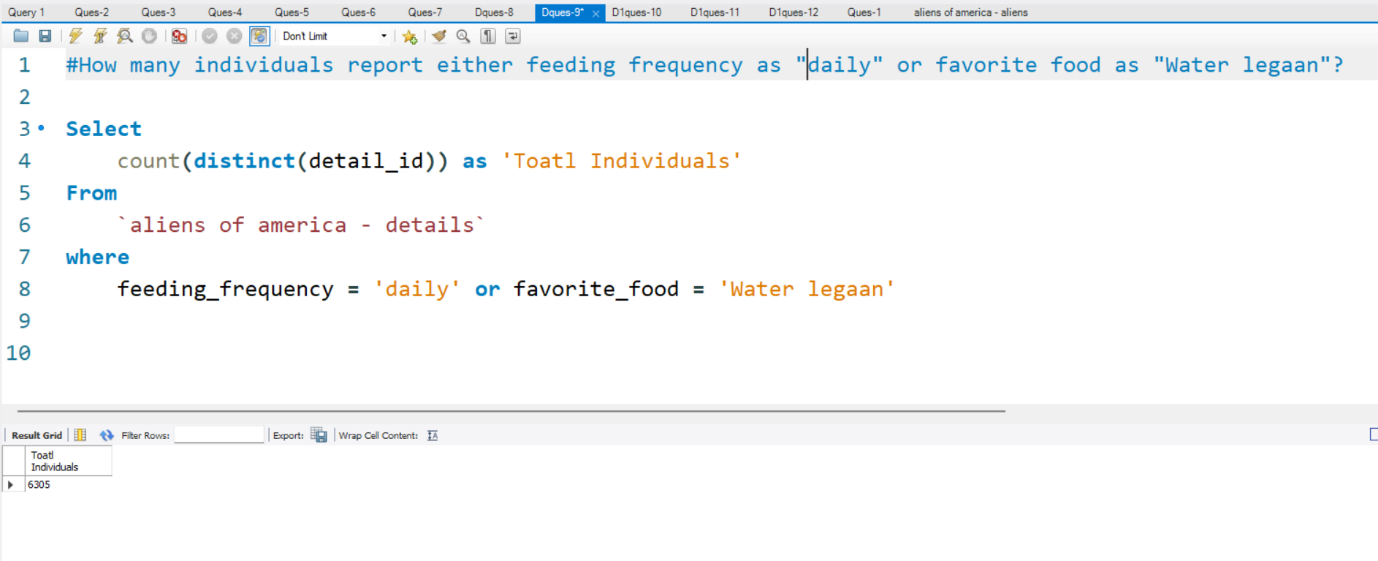 Query 1 Ques-2 Ques-3 Ques-4 Ques-5 Ques-6 Ques-7 Dques-8 Dques-9* D1ques-10 D1ques-11 D1ques-12 Ques-1 aliens of america - aliens
Don't Limit
1 #How many individuals report either feeding frequency as "daily" or favorite food as "Water legaan"?
2
3 Select
4 count(distinct(detail_id)) as 'Toatl Individuals'
5 From
6 `aliens of america - details`
7 where
8 feeding_frequency = 'daily' or favorite_food = 'Water legaan'
9
10
Result Grid Filter Rows: Export: Wrap Cell Content:
Toatl
Individuals
6305